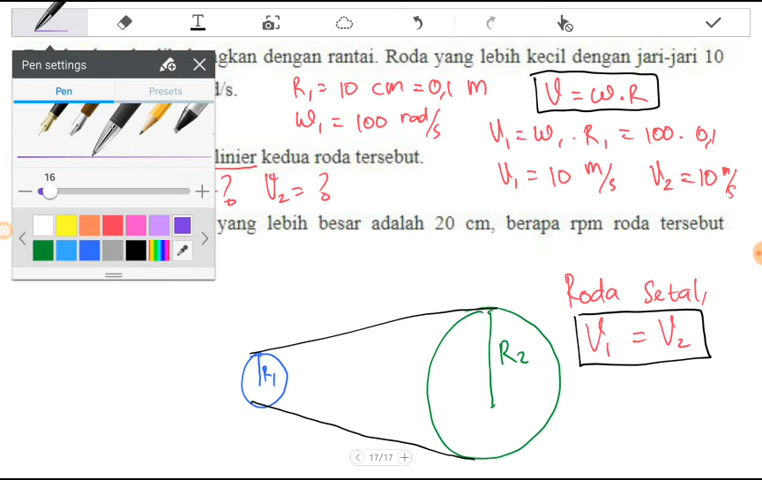 T
Pen settings
Pen
Presets
16
dengan rantai. Roda yang lebih kecil dengan jari-jari 10
R₁ = 10 cm = 0,1 m
ω₁ = 100 rad/s
V = ω.R
V₁ = ω₁ . R₁ = 100 . 0,1
V₁ = 10 m/s V₂ = 10 m/s
linier kedua roda tersebut.
? V₂ = ?
yang lebih besar adalah 20 cm, berapa rpm roda tersebut
Roda Setali
V₁ = V₂
R₁
R₂
17/17